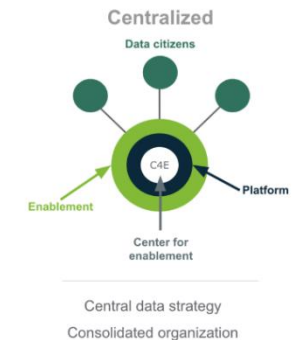 Centralized
Data citizens
C4E
Enablement
Platform
Center for
enablement
Central data strategy
Consolidated organization